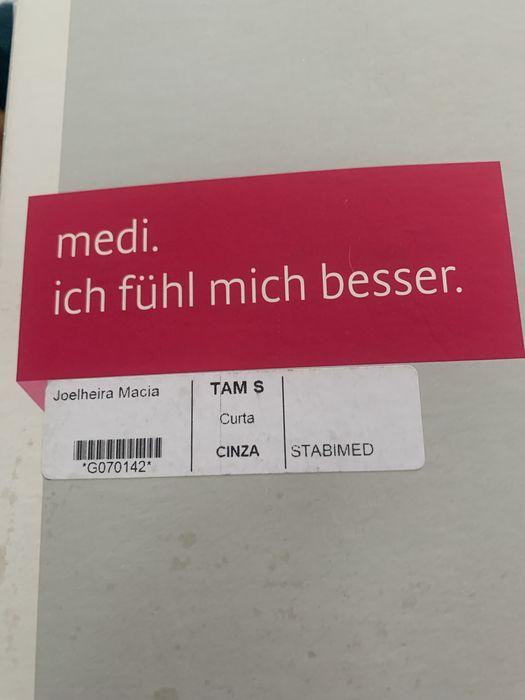 medi.
ich fühl mich besser.
Joelheira Macia
*G070142*
TAM S
Curta
CINZA
STABIMED